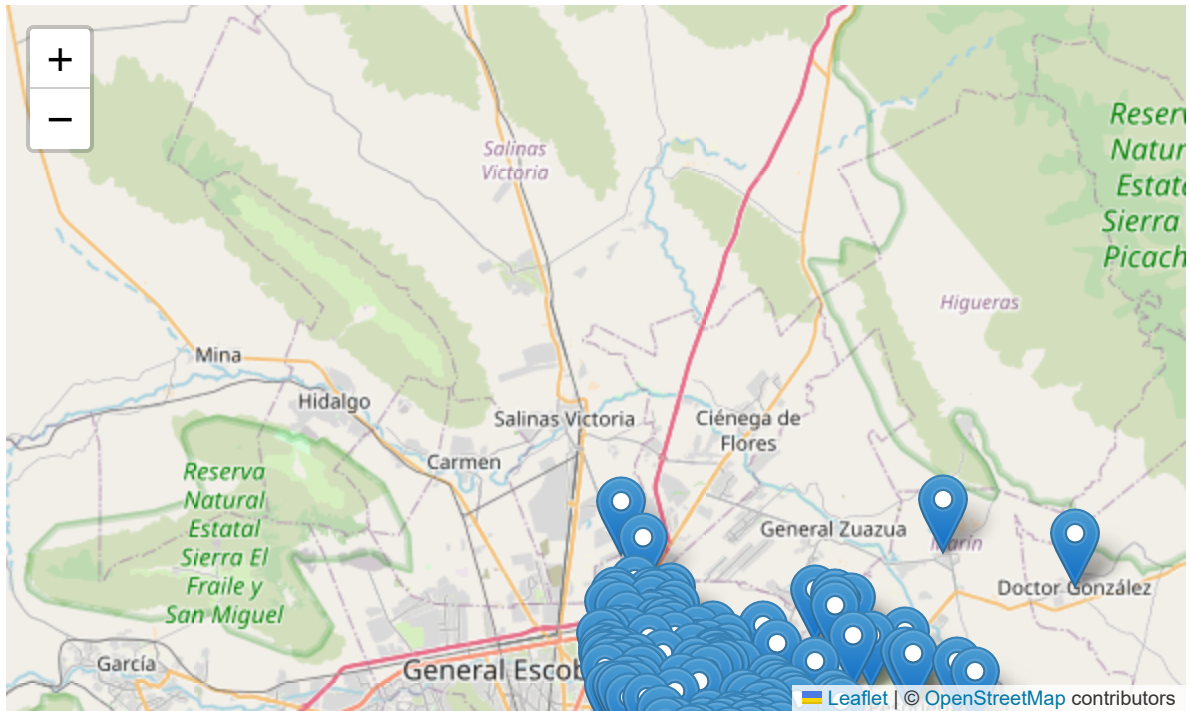 +
−
Salinas
Victoria
Reserv
Natur
Estata
Sierra
Picach
Higueras
Mina
Hidalgo
Salinas Victoria
Ciénega de
Flores
Carmen
Reserva
Natural
Estatal
Sierra El
Fraile y
San Miguel
General Zuazua
Marín
Doctor González
García
General Escob
Leaflet | © OpenStreetMap contributors